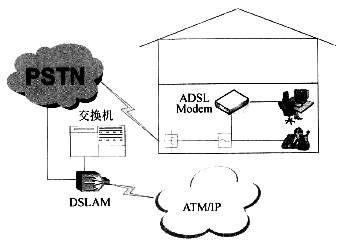 PSTN
ADSL
Modem
交换机
DSLAM
ATM/IP